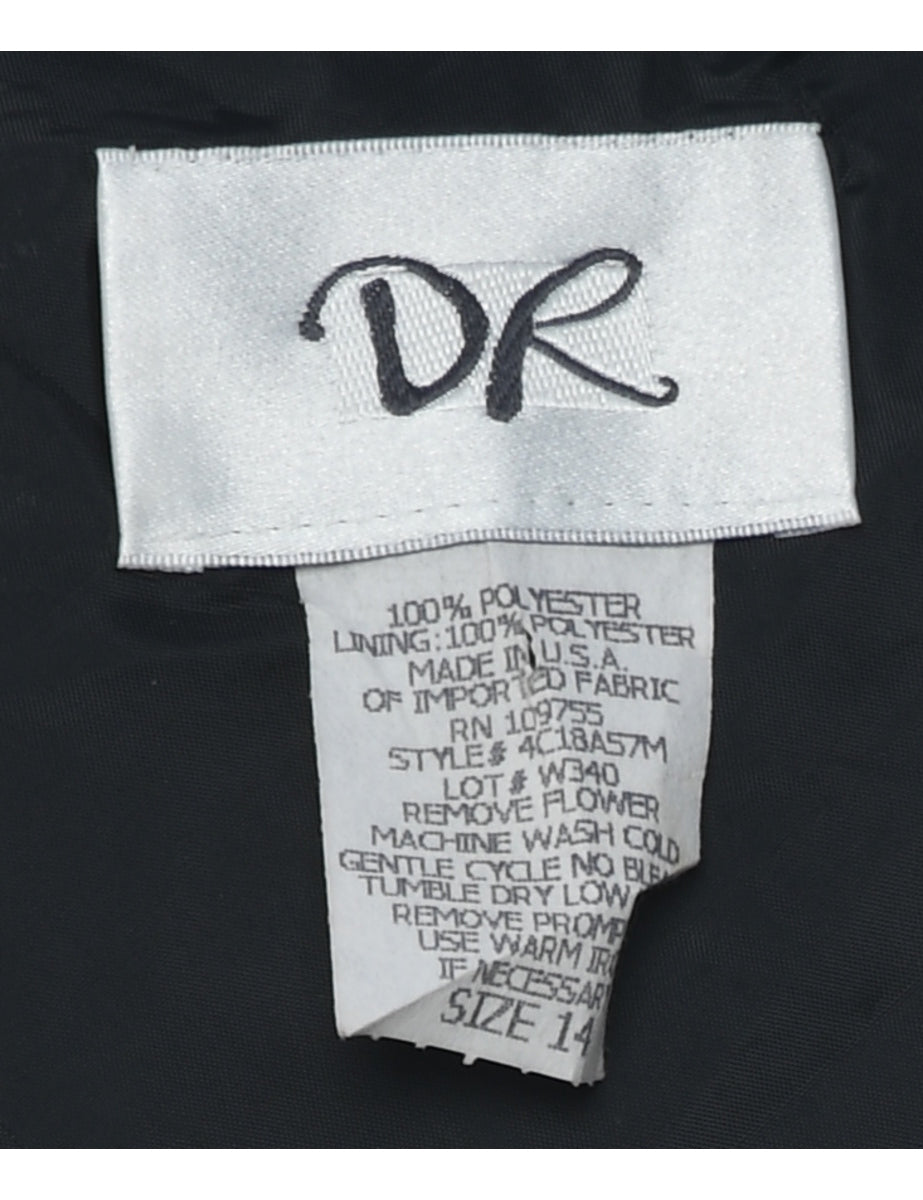 DR
100% POLYESTER
LINING: 100% POLYESTER
MADE IN U.S.A.
OF IMPORTED FABRIC
RN 109755
STYLE# 4C18A57M
LOT# W340
REMOVE FLOWER
MACHINE WASH COLD
GENTLE CYCLE NO
TUMBLE DRY LOW
REMOVE
USE WARM
IF NECESSARY
SIZE 14